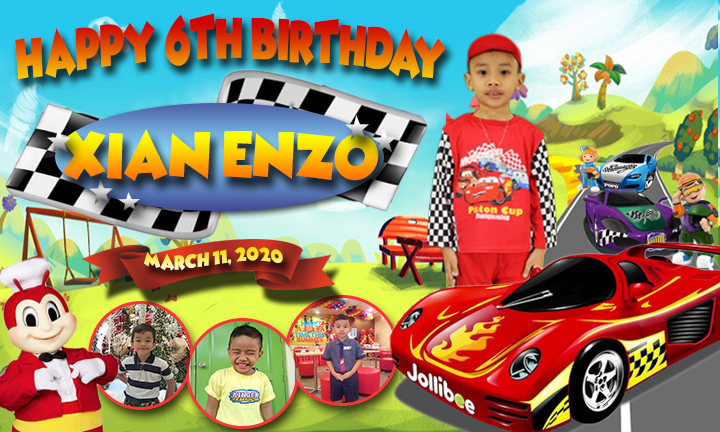 HAPPY 6TH BIRTHDAY
XIAN ENZO
MARCH 11, 2020
Piston Cup
Jollibee